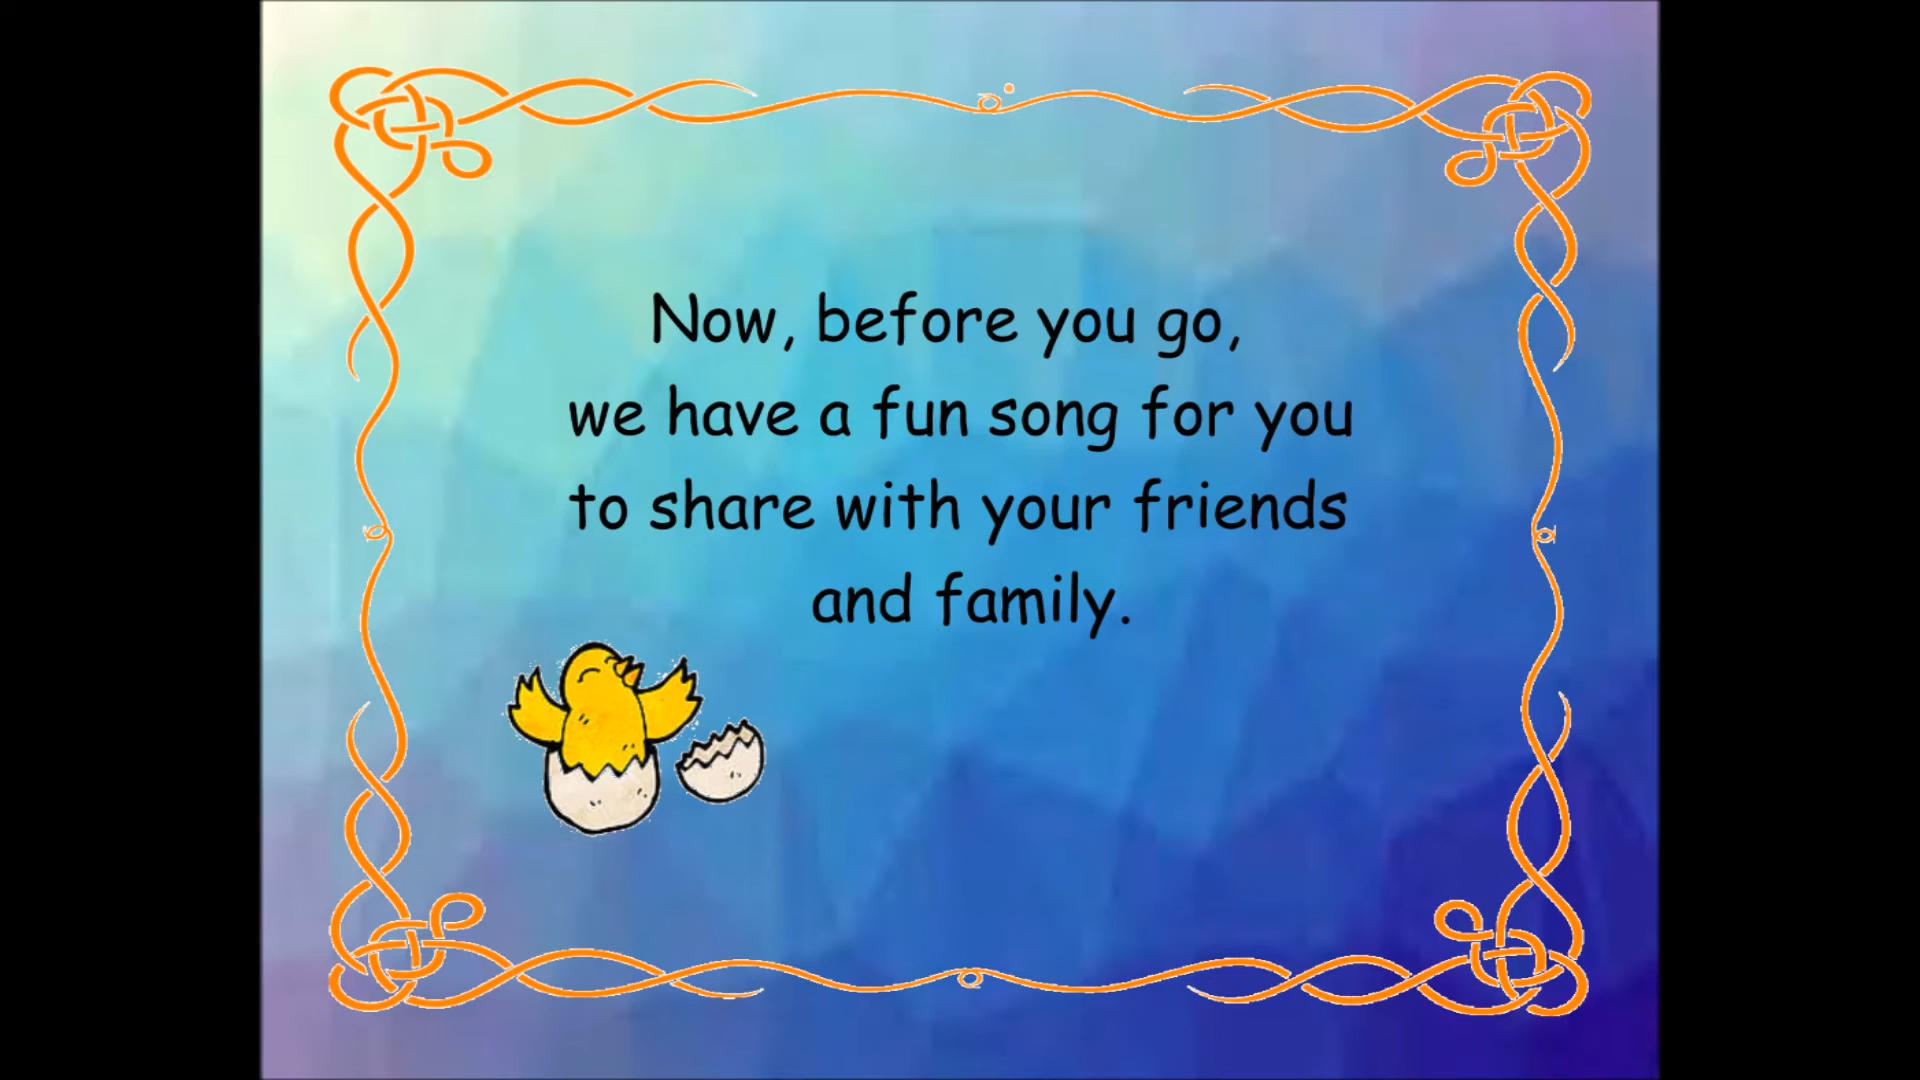 Now, before you go,
we have a fun song for you
to share with your friends
and family.